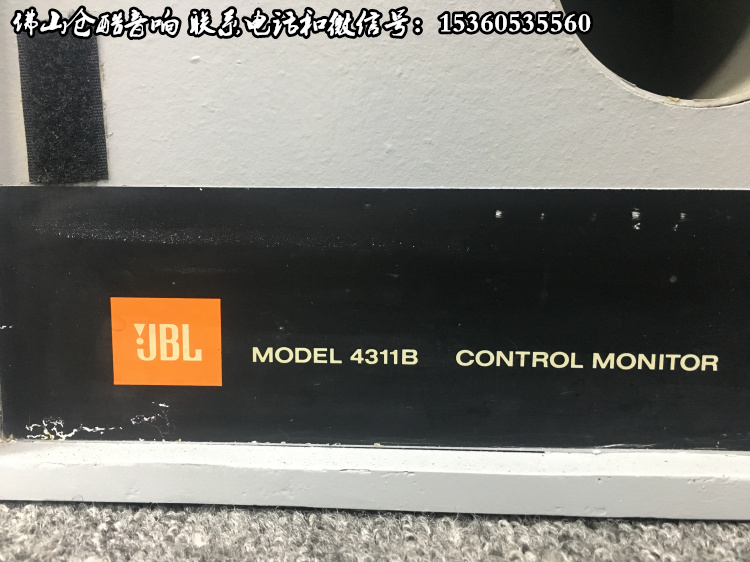 佛山仓酷音响 联系电话和微信号：15360535560
JBL MODEL 4311B CONTROL MONITOR